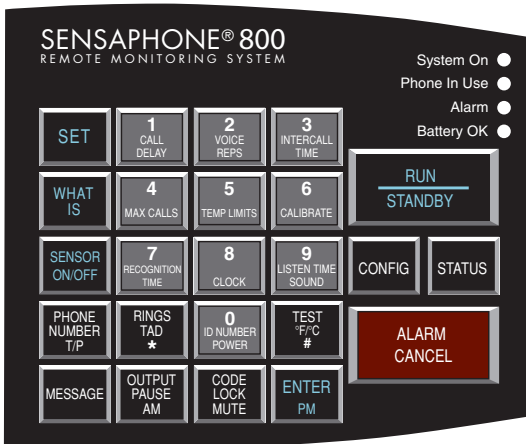 SENSAPHONE® 800
REMOTE MONITORING SYSTEM
System On
Phone In Use
Alarm
Battery OK
SET
1
CALL
DELAY
2
VOICE
REPS
3
INTERCALL
TIME
RUN
STANDBY
WHAT
IS
4
MAX CALLS
5
TEMP LIMITS
6
CALIBRATE
SENSOR
ON/OFF
7
RECOGNITION
TIME
8
CLOCK
9
LISTEN TIME
SOUND
CONFIG
STATUS
PHONE
NUMBER
T/P
RINGS
TAD
*
0
ID NUMBER
POWER
TEST
°F/°C
#
ALARM
CANCEL
MESSAGE
OUTPUT
PAUSE
AM
CODE
LOCK
MUTE
ENTER
PM